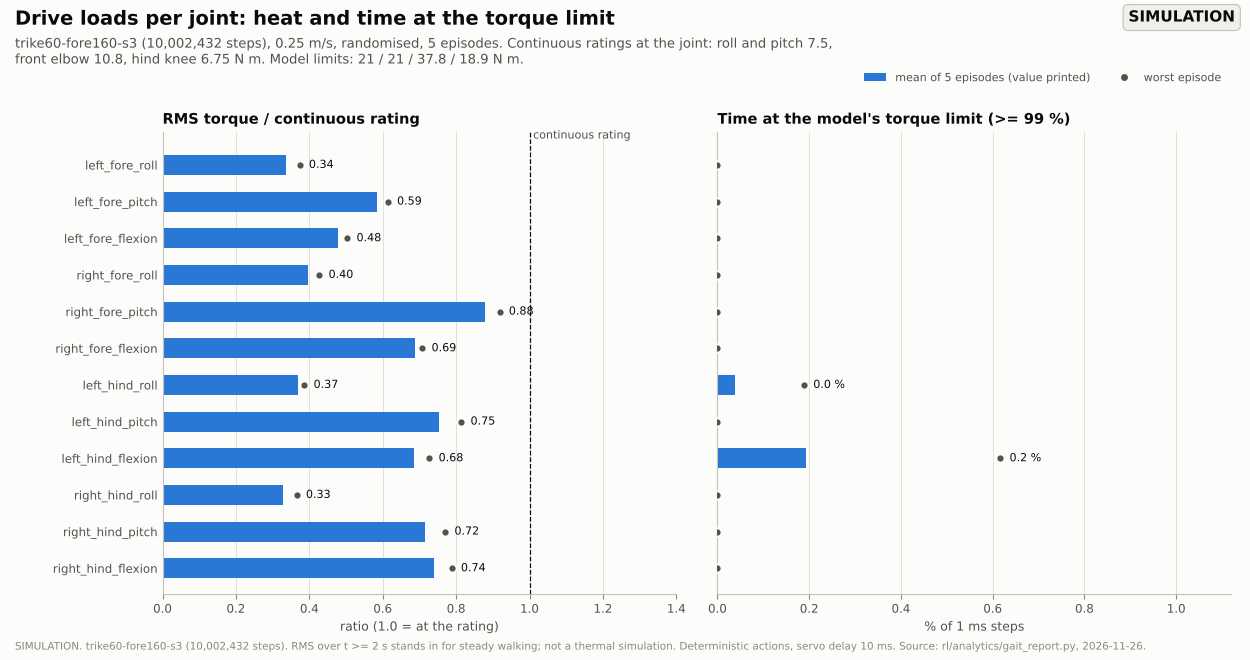 Drive loads per joint: heat and time at the torque limit
SIMULATION
trike60-fore160-s3 (10,002,432 steps), 0.25 m/s, randomised, 5 episodes. Continuous ratings at the joint: roll and pitch 7.5,
front elbow 10.8, hind knee 6.75 N m. Model limits: 21 / 21 / 37.8 / 18.9 N m.
mean of 5 episodes (value printed)
worst episode
RMS torque / continuous rating
continuous rating
left_fore_roll
0.34
left_fore_pitch
0.59
left_fore_flexion
0.48
right_fore_roll
0.40
right_fore_pitch
0.88
right_fore_flexion
0.69
left_hind_roll
0.37
left_hind_pitch
0.75
left_hind_flexion
0.68
right_hind_roll
0.33
right_hind_pitch
0.72
right_hind_flexion
0.74
0.0 0.2 0.4 0.6 0.8 1.0 1.2 1.4
ratio (1.0 = at the rating)
Time at the model's torque limit (>= 99 %)
0.0 %
0.2 %
0.0 0.2 0.4 0.6 0.8 1.0
% of 1 ms steps
SIMULATION. trike60-fore160-s3 (10,002,432 steps). RMS over t >= 2 s stands in for steady walking; not a thermal simulation. Deterministic actions, servo delay 10 ms. Source: rl/analytics/gait_report.py, 2026-11-26.